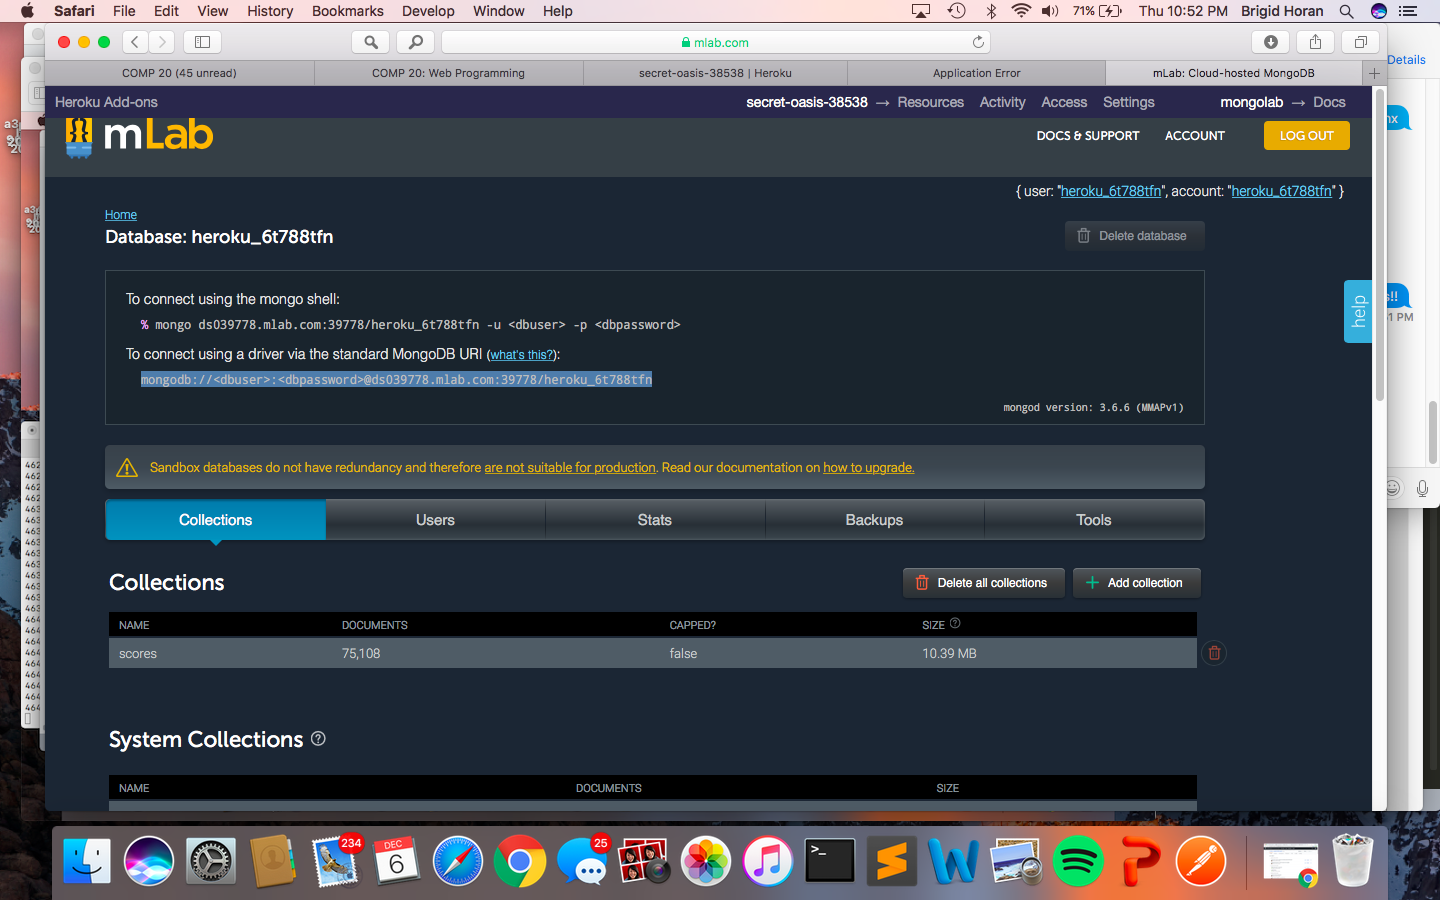 Safari File Edit View History Bookmarks Develop Window Help 71% Thu 10:52 PM Brigid Horan
mlab.com
Details
COMP 20 (45 unread) COMP 20: Web Programming secret-oasis-38538 | Heroku Application Error mLab: Cloud-hosted MongoDB
Heroku Add-ons secret-oasis-38538 → Resources Activity Access Settings mongolab → Docs
mLab DOCS & SUPPORT ACCOUNT LOG OUT
{ user: "heroku_6t788tfn", account: "heroku_6t788tfn" }
Home
Database: heroku_6t788tfn Delete database
To connect using the mongo shell:
% mongo ds039778.mlab.com:39778/heroku_6t788tfn -u <dbuser> -p <dbpassword>
To connect using a driver via the standard MongoDB URI (what's this?):
mongodb://<dbuser>:<dbpassword>@ds039778.mlab.com:39778/heroku_6t788tfn
mongod version: 3.6.6 (MMAPv1)
help
Sandbox databases do not have redundancy and therefore are not suitable for production. Read our documentation on how to upgrade.
Collections Users Stats Backups Tools
Collections Delete all collections + Add collection
NAME DOCUMENTS CAPPED? SIZE ?
scores 75,108 false 10.39 MB
System Collections ?
NAME DOCUMENTS SIZE
234 DEC 6 25